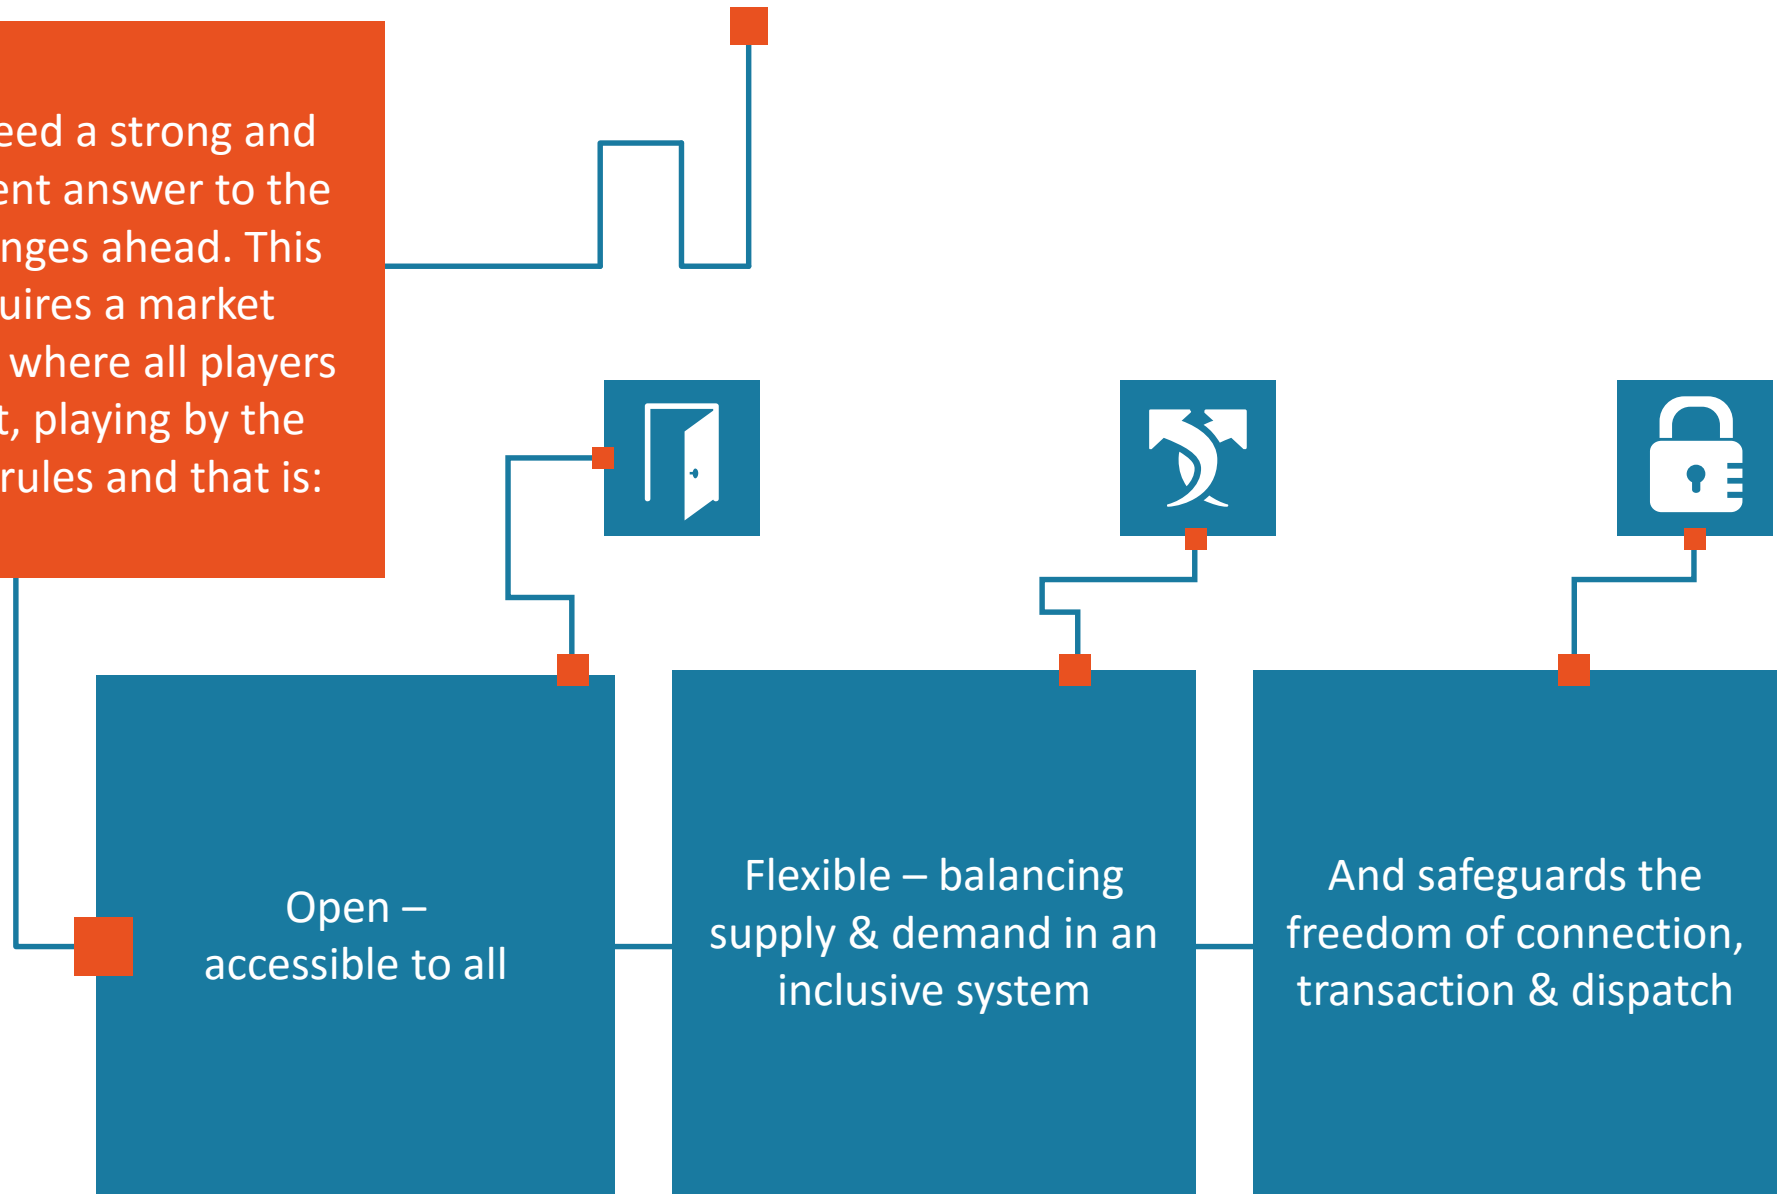 eed a strong and
ent answer to the
nges ahead. This
uires a market
where all players
t, playing by the
rules and that is:
Open –
accessible to all
Flexible – balancing
supply & demand in an
inclusive system
And safeguards the
freedom of connection,
transaction & dispatch